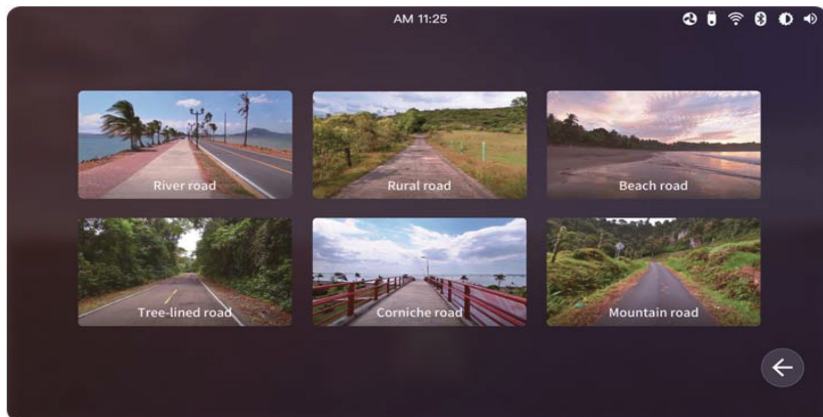 AM 11:25
River road
Rural road
Beach road
Tree-lined road
Corniche road
Mountain road